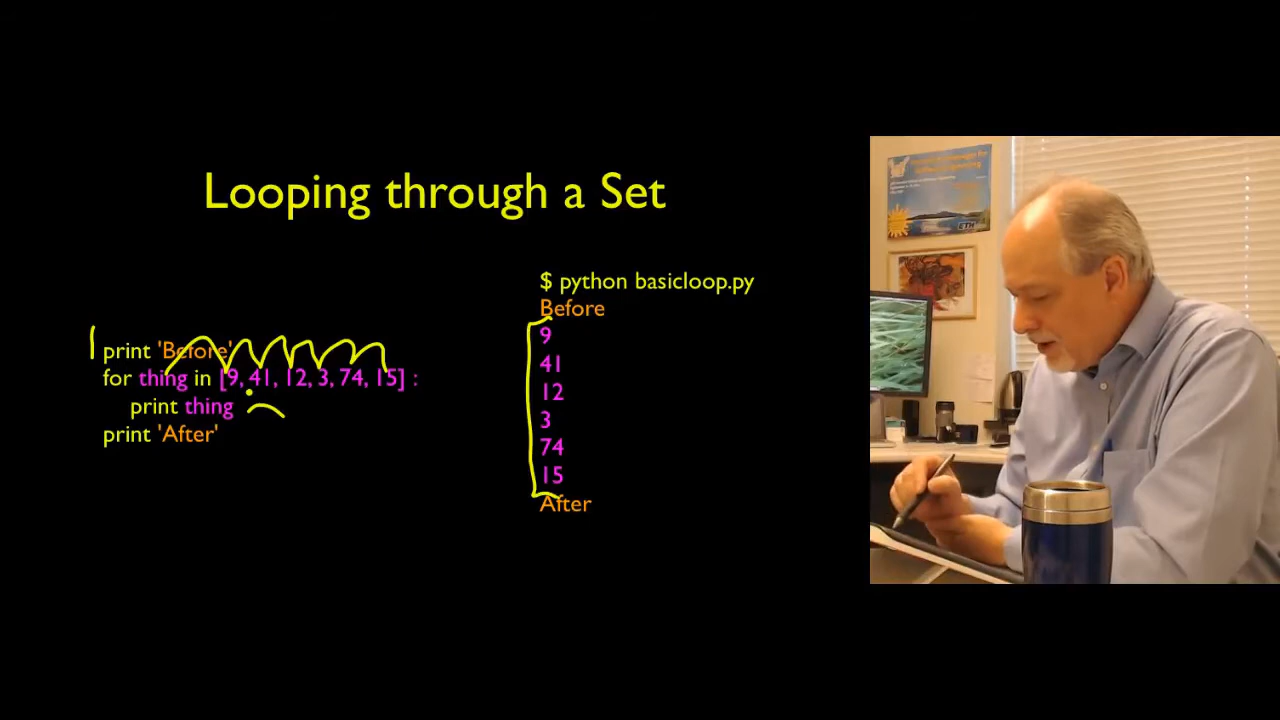 Looping through a Set
print 'Before'
for thing in [9, 41, 12, 3, 74, 15] :
print thing
print 'After'
$ python basicloop.py
Before
9
41
12
3
74
15
After
ETH